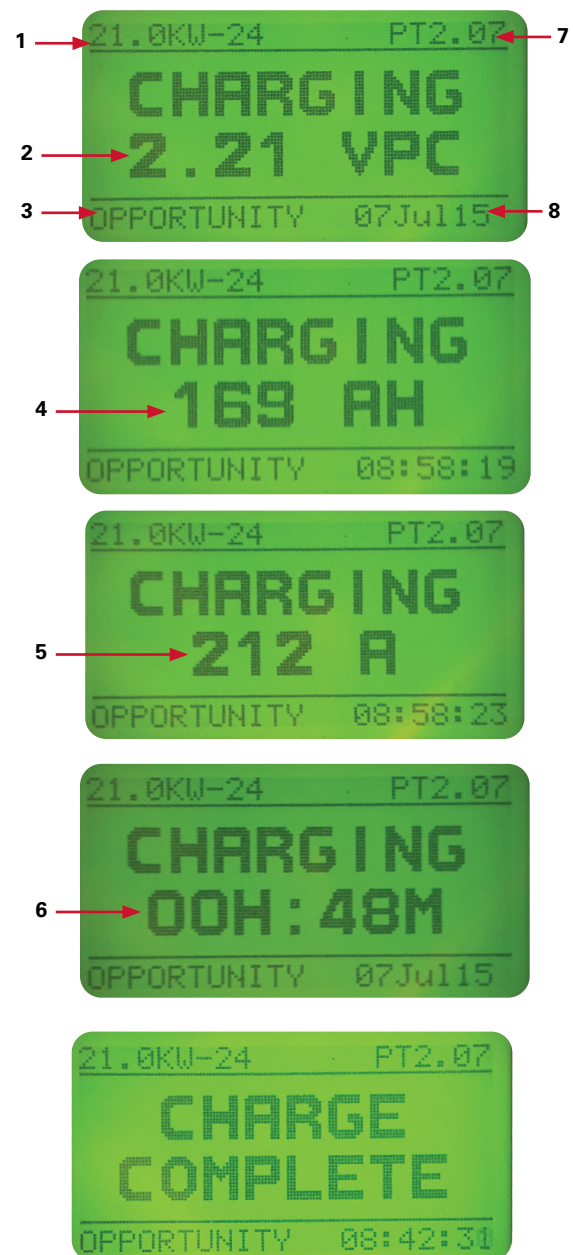 1 21.0KW-24 PT2.07 7
CHARGING
2 2.21 VPC
3 OPPORTUNITY 07Jul15 8
21.0KW-24 PT2.07
CHARGING
4 169 AH
OPPORTUNITY 08:58:19
21.0KW-24 PT2.07
CHARGING
5 212 A
OPPORTUNITY 08:58:23
21.0KW-24 PT2.07
CHARGING
6 00H:48M
OPPORTUNITY 07Jul15
21.0KW-24 PT2.07
CHARGE
COMPLETE
OPPORTUNITY